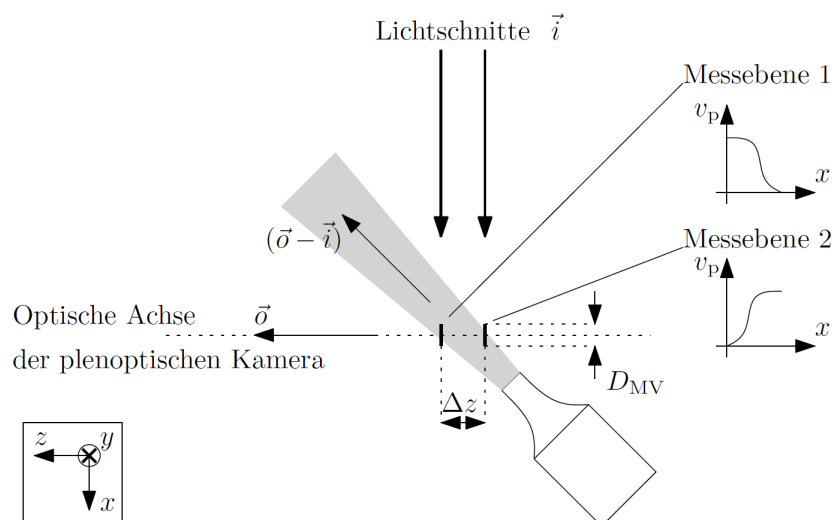 Lichtschnitte $\vec{i}$
Messebene 1
$v_\mathrm{p}$
$x$
$(\vec{o} - \vec{i})$
Messebene 2
$v_\mathrm{p}$
$x$
Optische Achse
$\vec{o}$
der plenoptischen Kamera
$D_\mathrm{MV}$
$\Delta z$
$z$
$y$
$x$